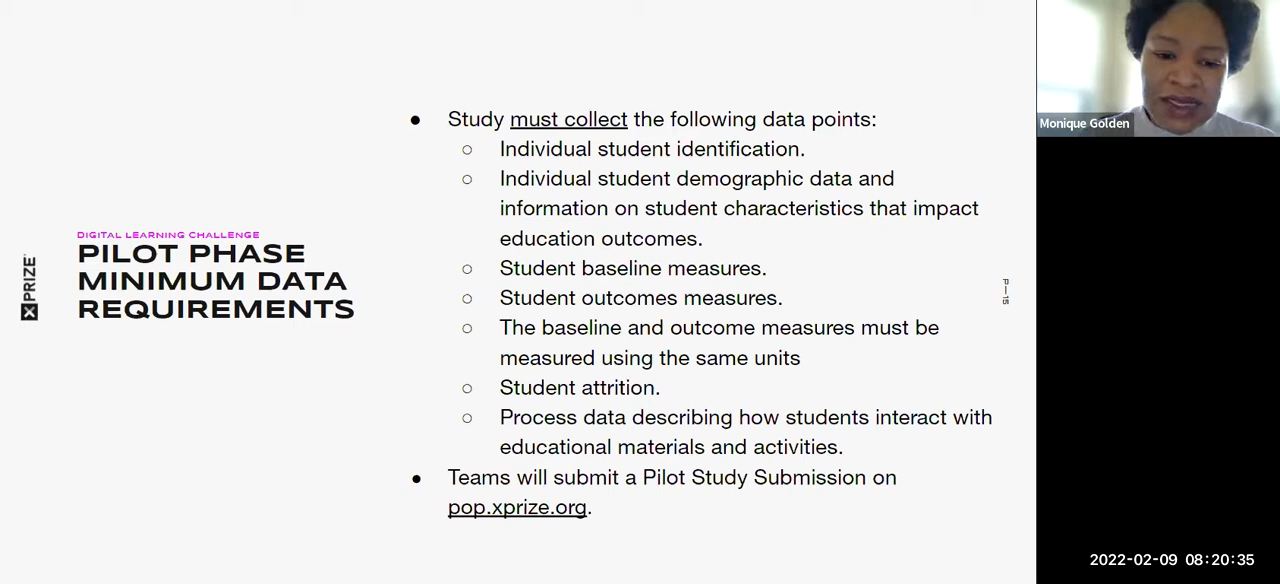 DIGITAL LEARNING CHALLENGE
PILOT PHASE
MINIMUM DATA
REQUIREMENTS
XPRIZE
● Study must collect the following data points:
○ Individual student identification.
○ Individual student demographic data and
information on student characteristics that impact
education outcomes.
○ Student baseline measures.
○ Student outcomes measures.
○ The baseline and outcome measures must be
measured using the same units
○ Student attrition.
○ Process data describing how students interact with
educational materials and activities.
● Teams will submit a Pilot Study Submission on
pop.xprize.org.
P—15
Monique Golden
2022-02-09 08:20:35